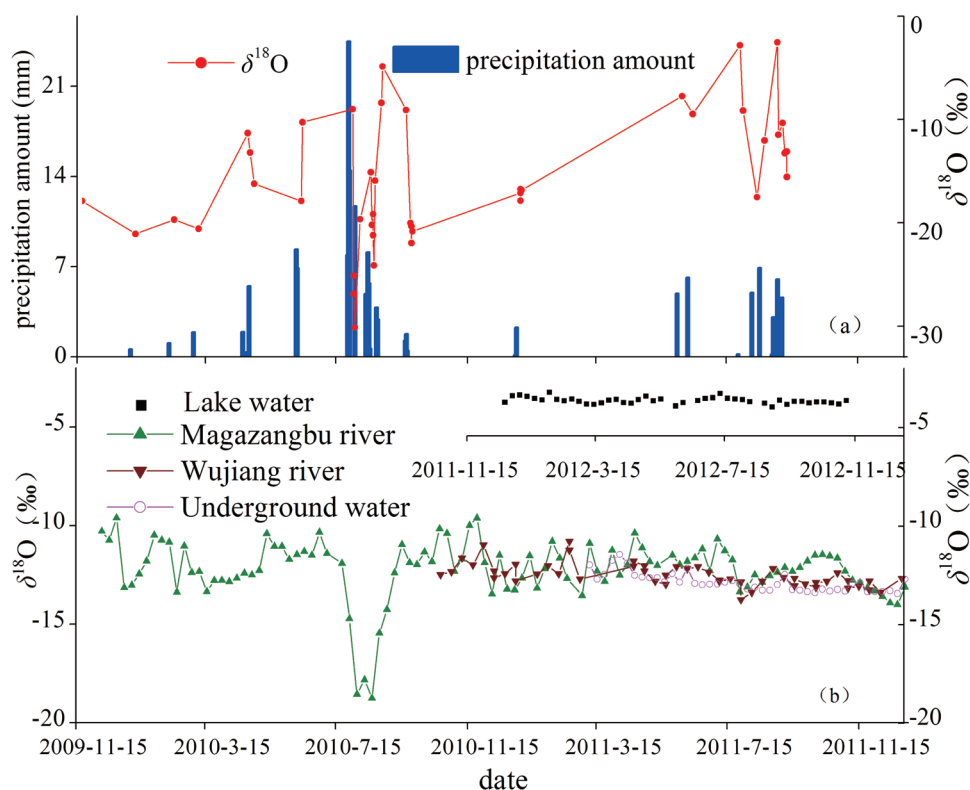 0
δ18O
precipitation amount
21
14
7
0
-10
-20
-30
precipitation amount (mm)
δ18O (‰)
(a)
Lake water
Magazangbu river
Wujiang river
Underground water
-5
-10
-15
-20
-5
-10
-15
-20
δ18O (‰)
δ18O (‰)
2011-11-15 2012-3-15 2012-7-15 2012-11-15
(b)
2009-11-15 2010-3-15 2010-7-15 2010-11-15 2011-3-15 2011-7-15 2011-11-15
date